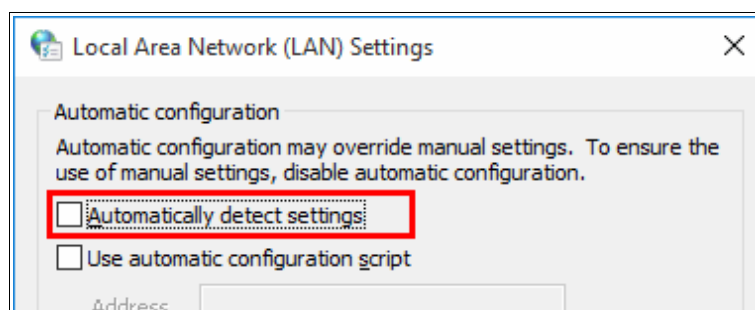 Local Area Network (LAN) Settings
Automatic configuration
Automatic configuration may override manual settings. To ensure the
use of manual settings, disable automatic configuration.
Automatically detect settings
Use automatic configuration script
Address